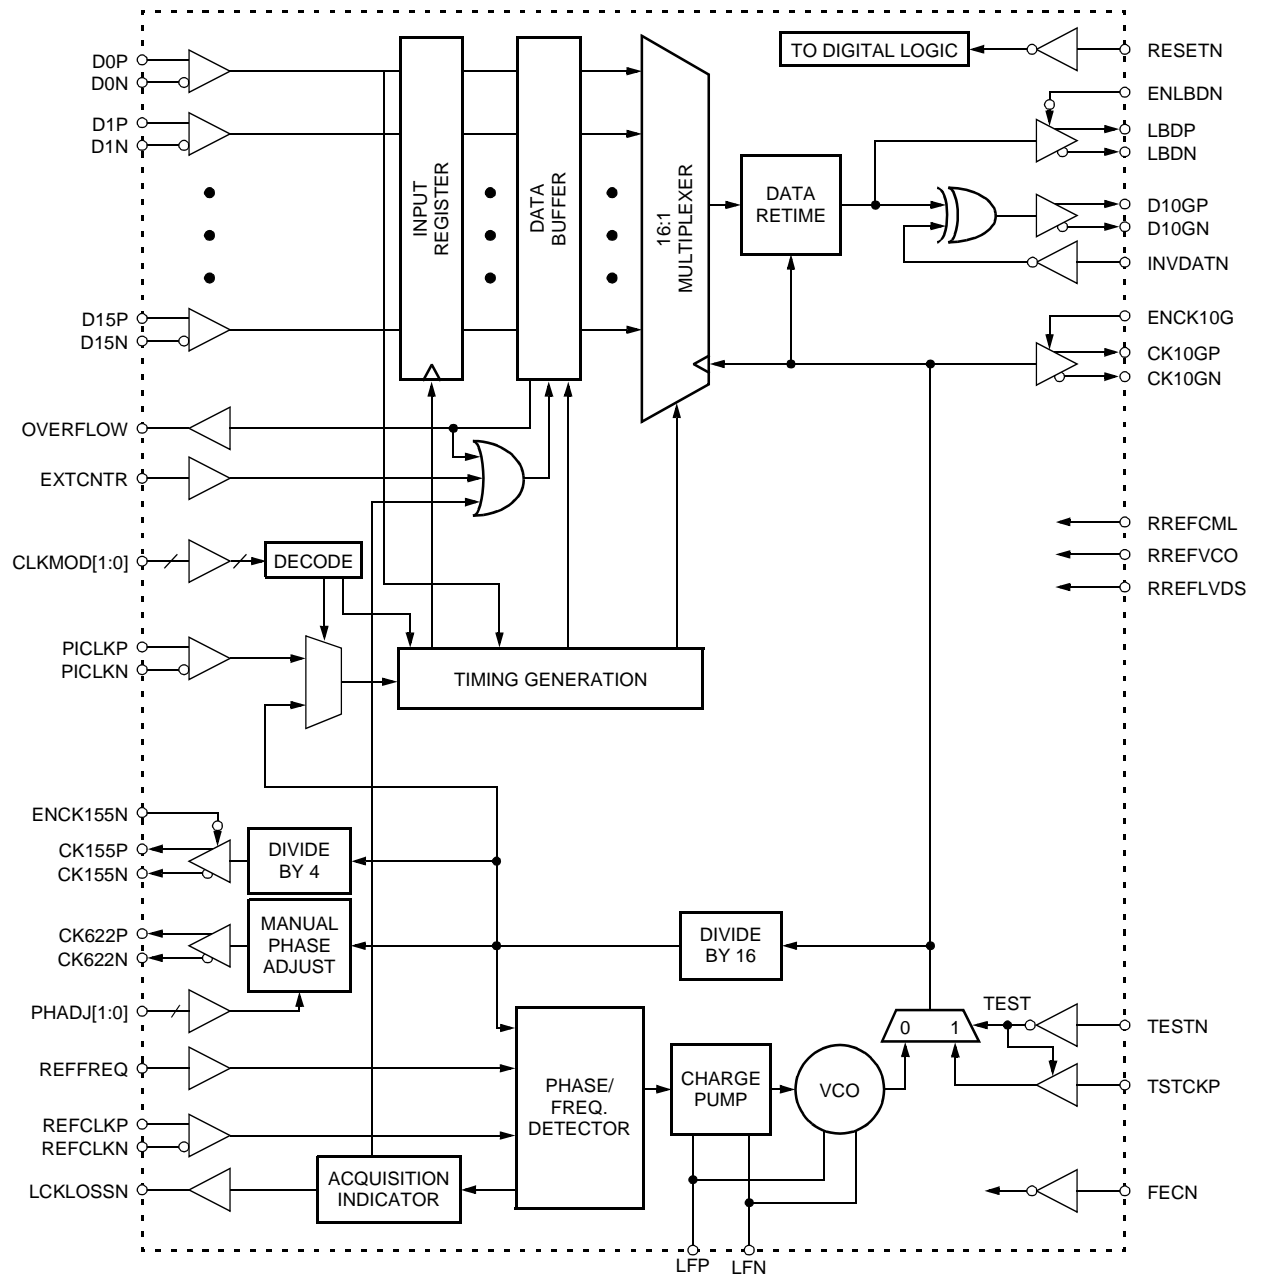 D0P
D0N
D1P
D1N
D15P
D15N
OVERFLOW
EXTCNTR
CLKMOD[1:0]
PICLKP
PICLKN
ENCK155N
CK155P
CK155N
CK622P
CK622N
PHADJ[1:0]
REFFREQ
REFCLKP
REFCLKN
LCKLOSSN
INPUT
REGISTER
DATA
BUFFER
16:1
MULTIPLEXER
DATA
RETIME
TO DIGITAL LOGIC
DECODE
TIMING GENERATION
DIVIDE
BY 4
MANUAL
PHASE
ADJUST
DIVIDE
BY 16
PHASE/
FREQ.
DETECTOR
CHARGE
PUMP
VCO
0 1
TEST
ACQUISITION
INDICATOR
LFP
LFN
RESETN
ENLBDN
LBDP
LBDN
D10GP
D10GN
INVDATN
ENCK10G
CK10GP
CK10GN
RREFCML
RREFVCO
RREFLVDS
TESTN
TSTCKP
FECN